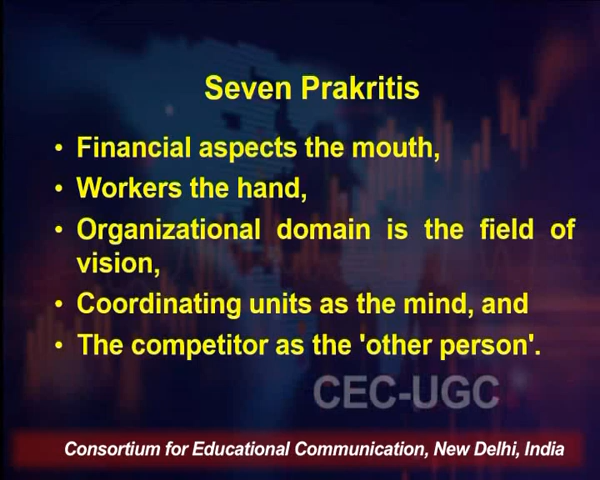 Seven Prakritis
• Financial aspects the mouth,
• Workers the hand,
• Organizational domain is the field of
vision,
• Coordinating units as the mind, and
• The competitor as the 'other person'.
CEC-UGC
Consortium for Educational Communication, New Delhi, India